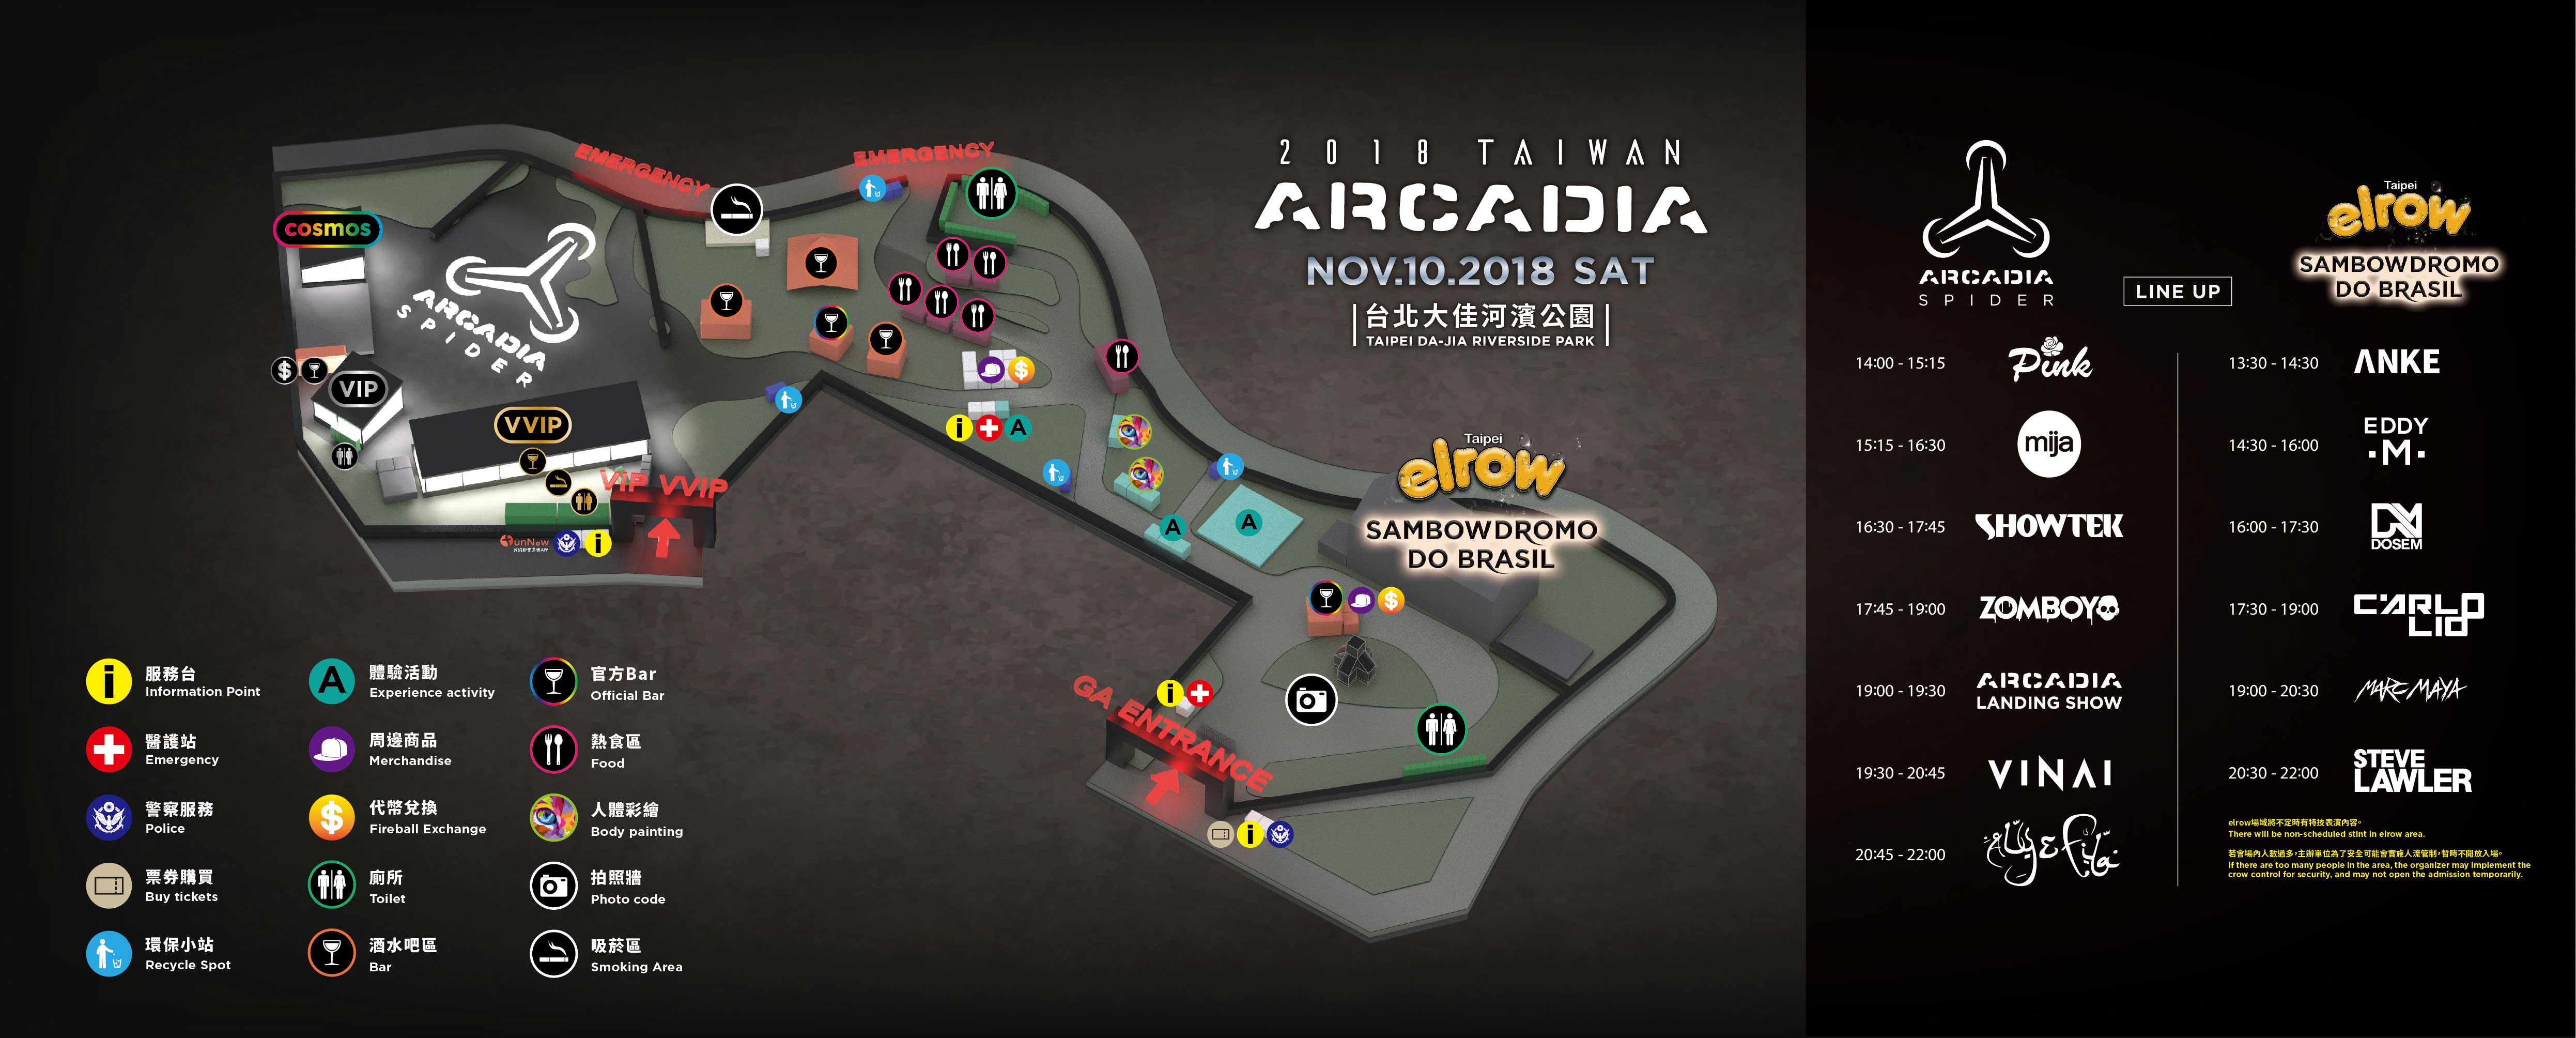 2018 TAIWAN
ARCADIA
NOV.10.2018 SAT
台北大佳河濱公園
TAIPEI DA-JIA RIVERSIDE PARK
EMERGENCY
EMERGENCY
cosmos
ARCADIA
SPIDER
VIP
VVIP
VIP VVIP
FunNow
i
A
A
A
i
$
$
Taipei
elrow
SAMBOWDROMO
DO BRASIL
$
i
GA ENTRANCE
i
i
服務台
Information Point
醫護站
Emergency
警察服務
Police
票券購買
Buy tickets
環保小站
Recycle Spot
A
體驗活動
Experience activity
周邊商品
Merchandise
$
代幣兌換
Fireball Exchange
廁所
Toilet
酒水吧區
Bar
官方Bar
Official Bar
熱食區
Food
人體彩繪
Body painting
拍照牆
Photo code
吸菸區
Smoking Area
ARCADIA
SPIDER
LINE UP
14:00 - 15:15 Pink
15:15 - 16:30 mija
16:30 - 17:45 SHOWTEK
17:45 - 19:00 ZOMBOY
19:00 - 19:30 ARCADIA
LANDING SHOW
19:30 - 20:45 VINAI
20:45 - 22:00 Aly & Fila
Taipei
elrow
SAMBOWDROMO
DO BRASIL
13:30 - 14:30 ANKE
14:30 - 16:00 EDDY
·M·
16:00 - 17:30 DM
DOSEM
17:30 - 19:00 CARLO
LIO
19:00 - 20:30 MARC MAYA
20:30 - 22:00 STEVE
LAWLER
elrow場域將不定時有特技表演內容。
There will be non-scheduled stint in elrow area.
若會場內人數過多，主辦單位為了安全可能會實施人流管制，暫時不開放入場。
If there are too many people in the area, the organizer may implement the
crow control for security, and may not open the admission temporarily.